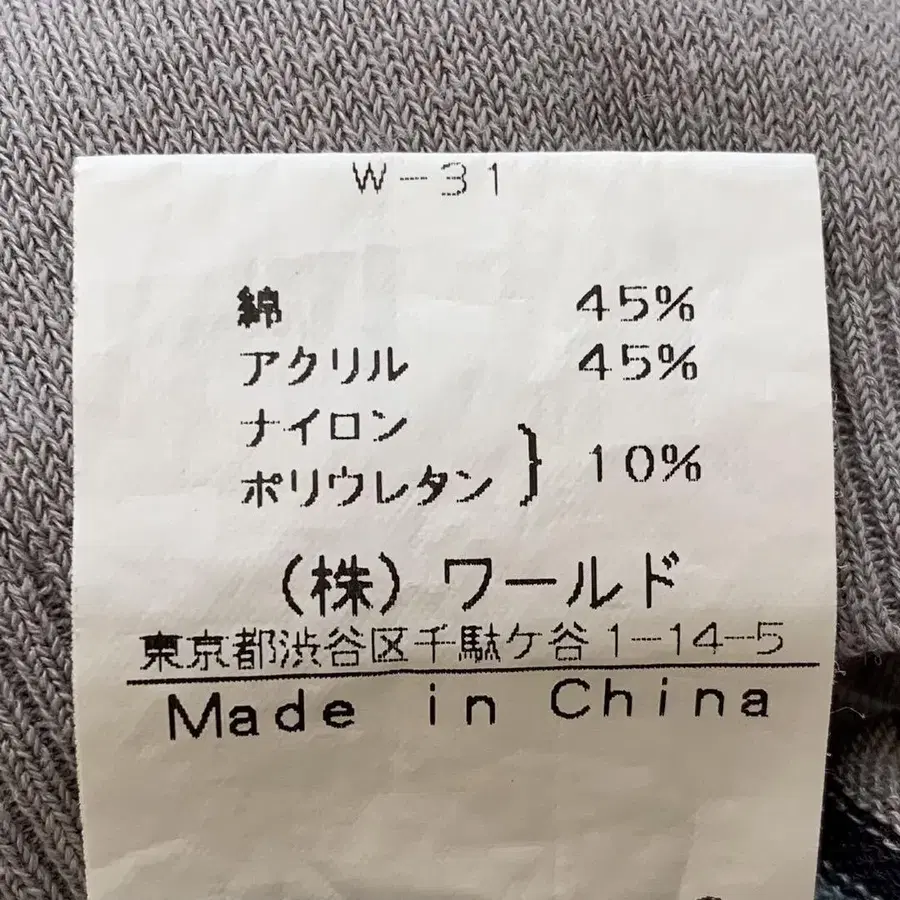 W-31
綿 45%
アクリル 45%
ナイロン
ポリウレタン } 10%
(株)ワールド
東京都渋谷区千駄ケ谷1-14-5
Made in China